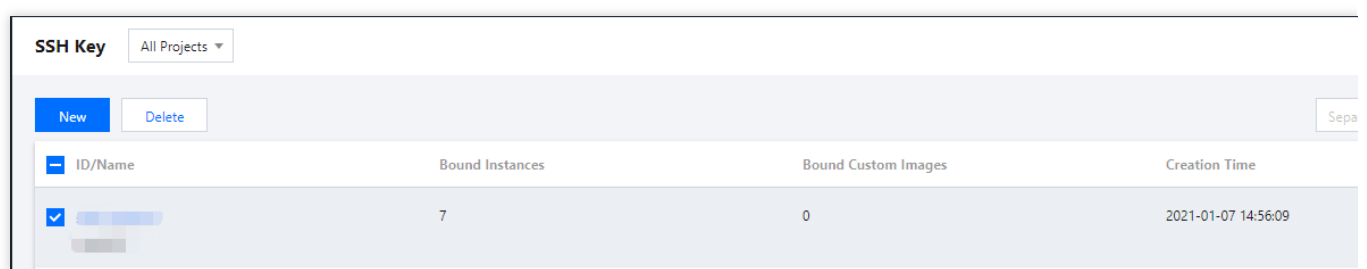 SSH Key All Projects
New Delete
Sepa
ID/Name Bound Instances Bound Custom Images Creation Time
7 0 2021-01-07 14:56:09